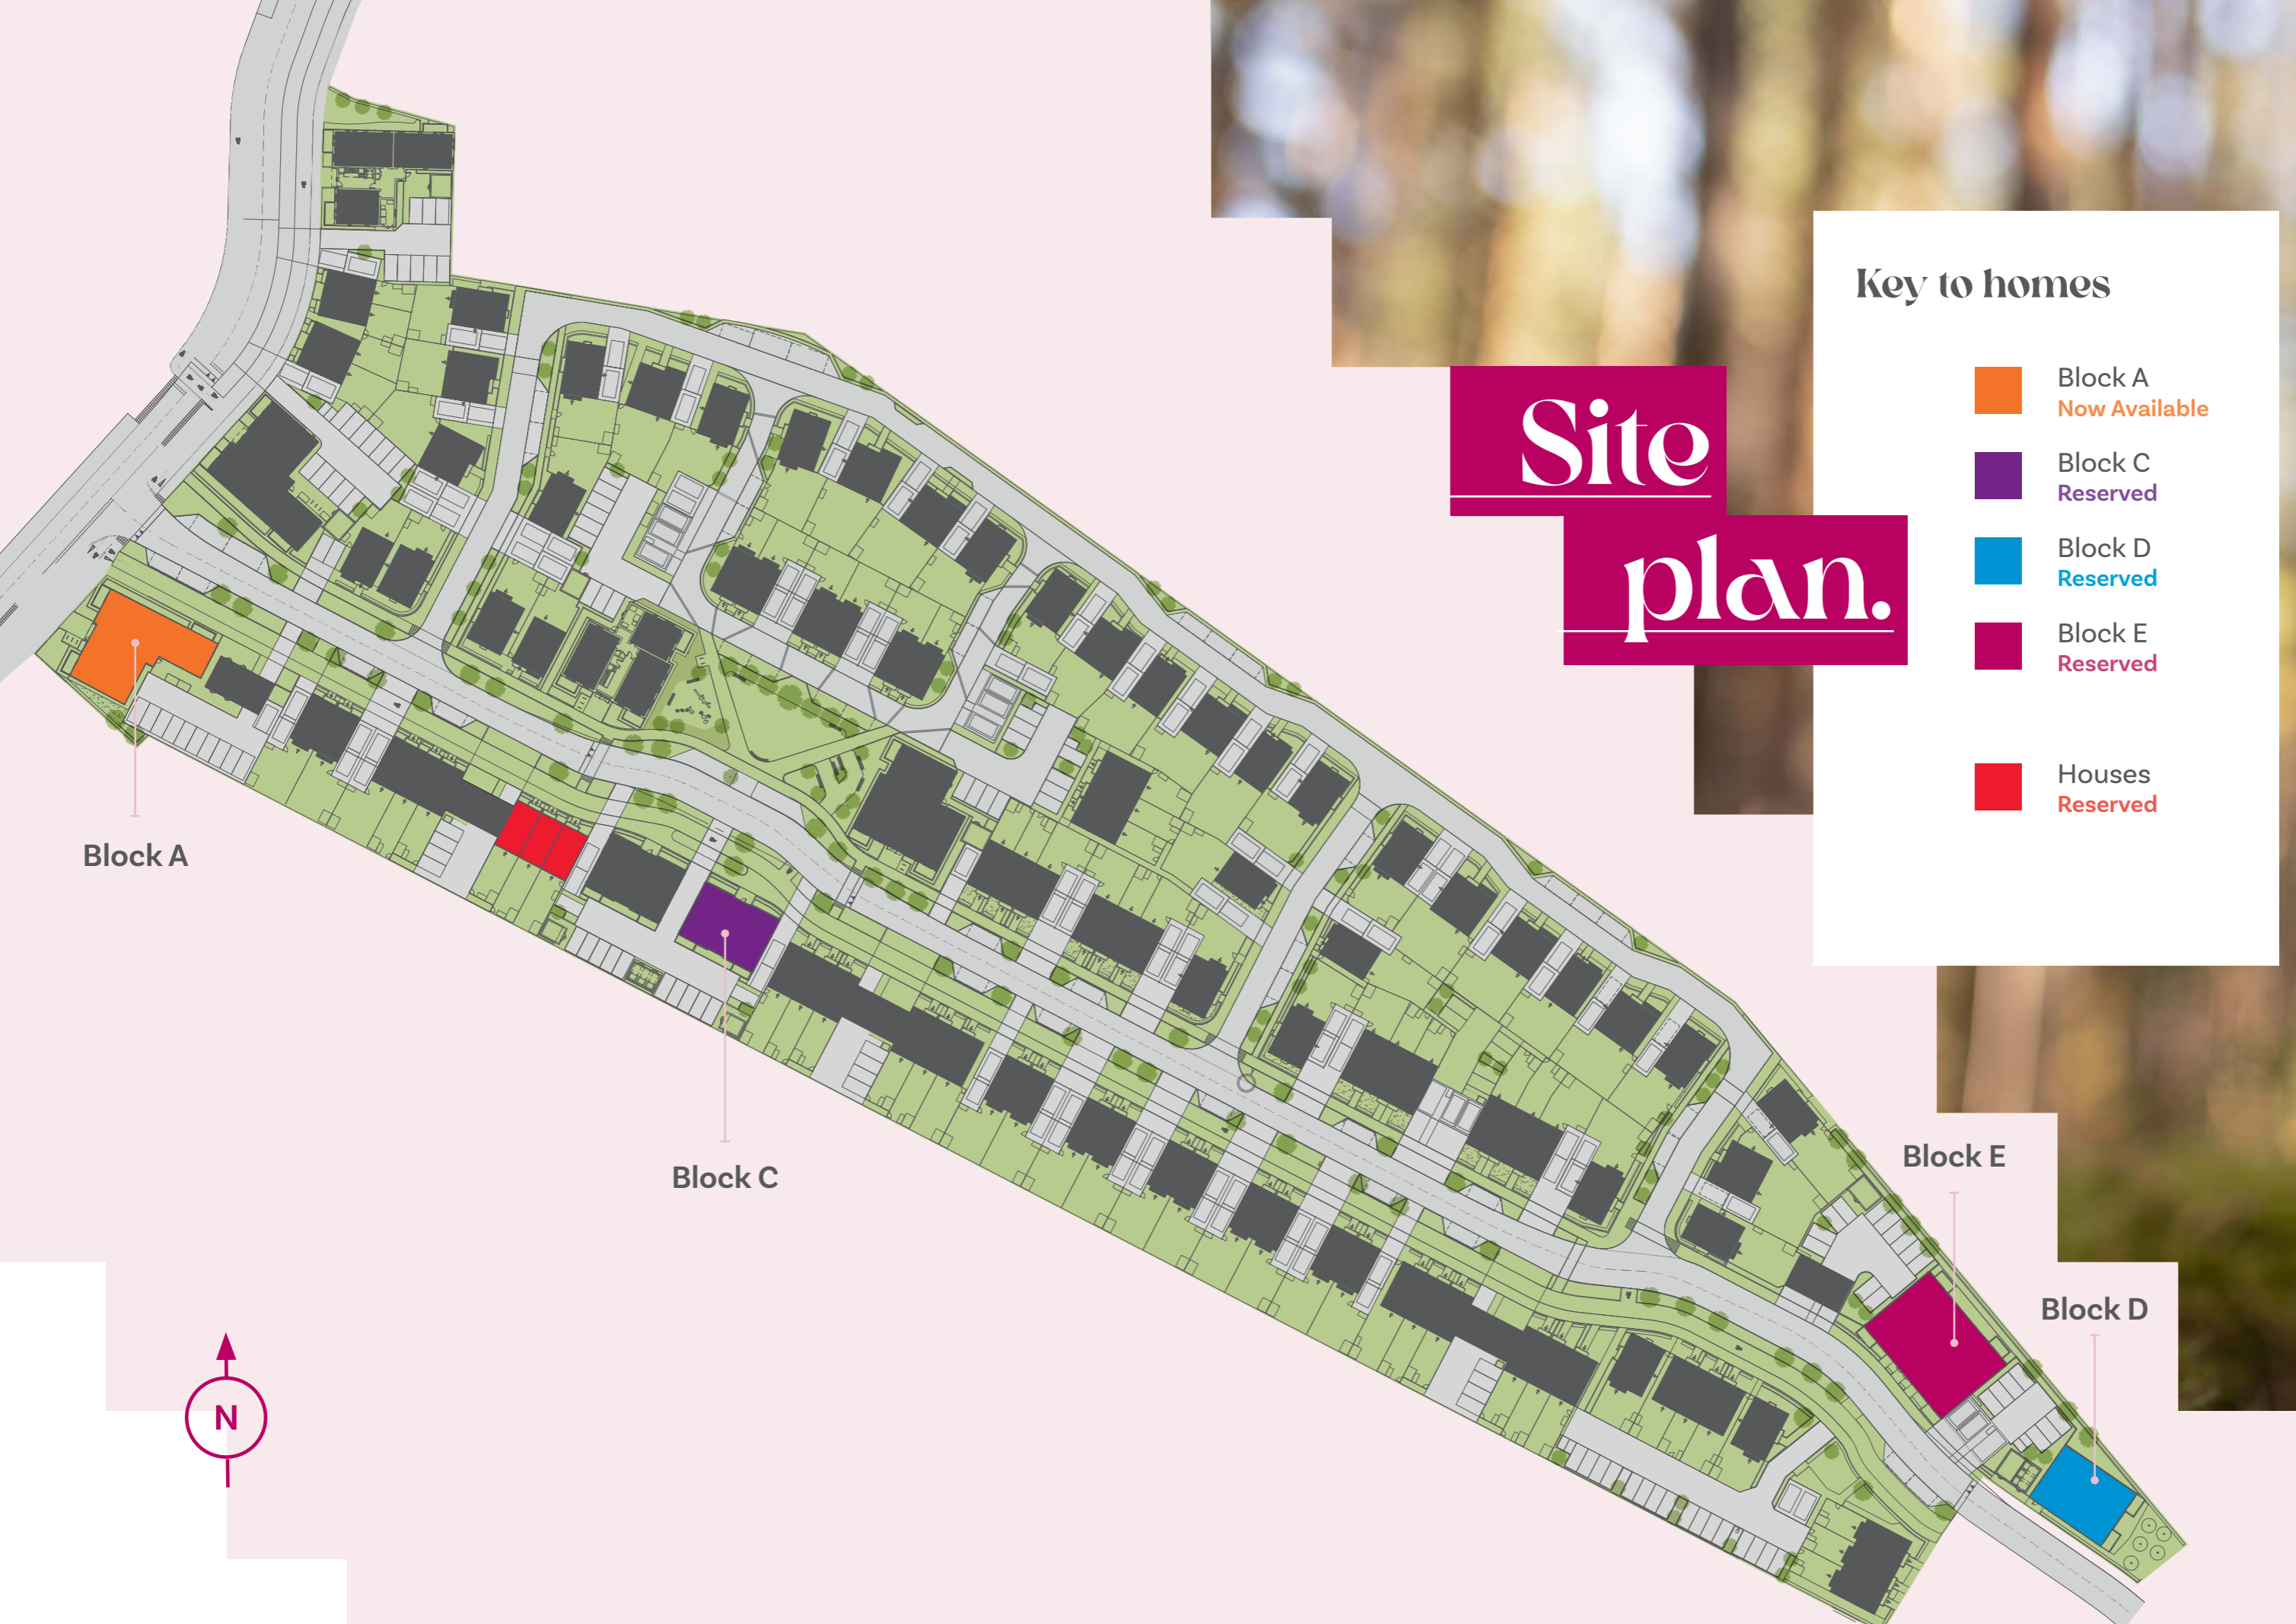 Site
plan.
Key to homes
Block A
Now Available
Block C
Reserved
Block D
Reserved
Block E
Reserved
Houses
Reserved
Block A
Block C
Block E
Block D
N